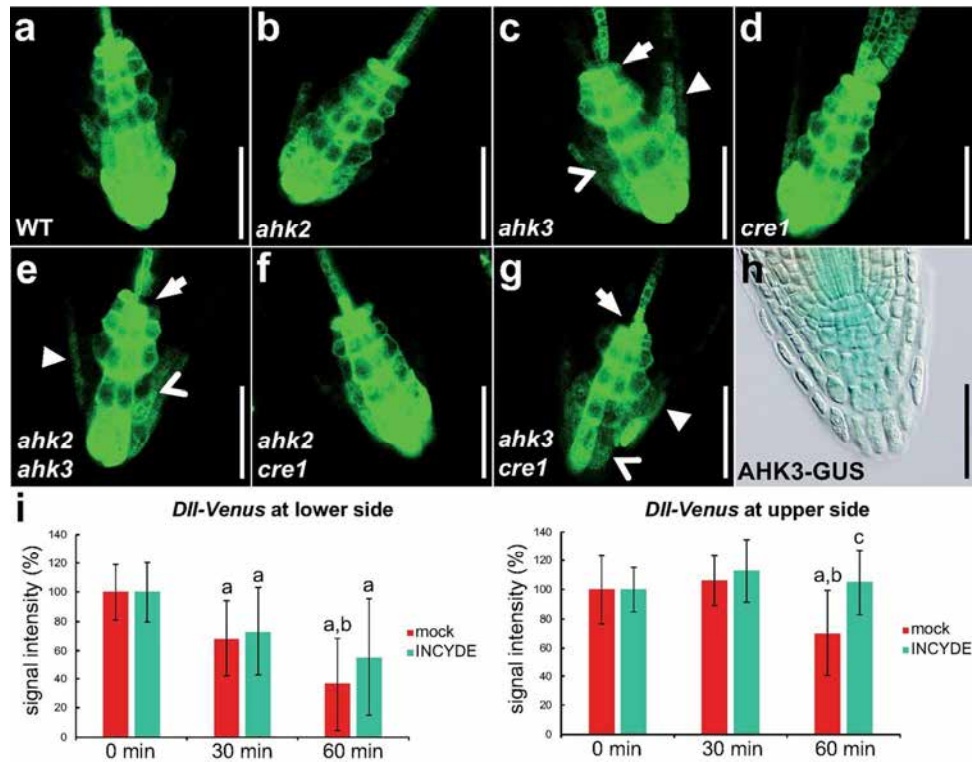 a
b
c
d
WT
ahk2
ahk3
cre1
e
f
g
h
ahk2
ahk3
ahk2
cre1
ahk3
cre1
AHK3-GUS
i
DII-Venus at lower side
signal intensity (%)
140
120
100
80
60
40
20
0
a
a
a,b
a
mock
INCYDE
0 min
30 min
60 min
DII-Venus at upper side
signal intensity (%)
140
120
100
80
60
40
20
0
a,b
c
mock
INCYDE
0 min
30 min
60 min